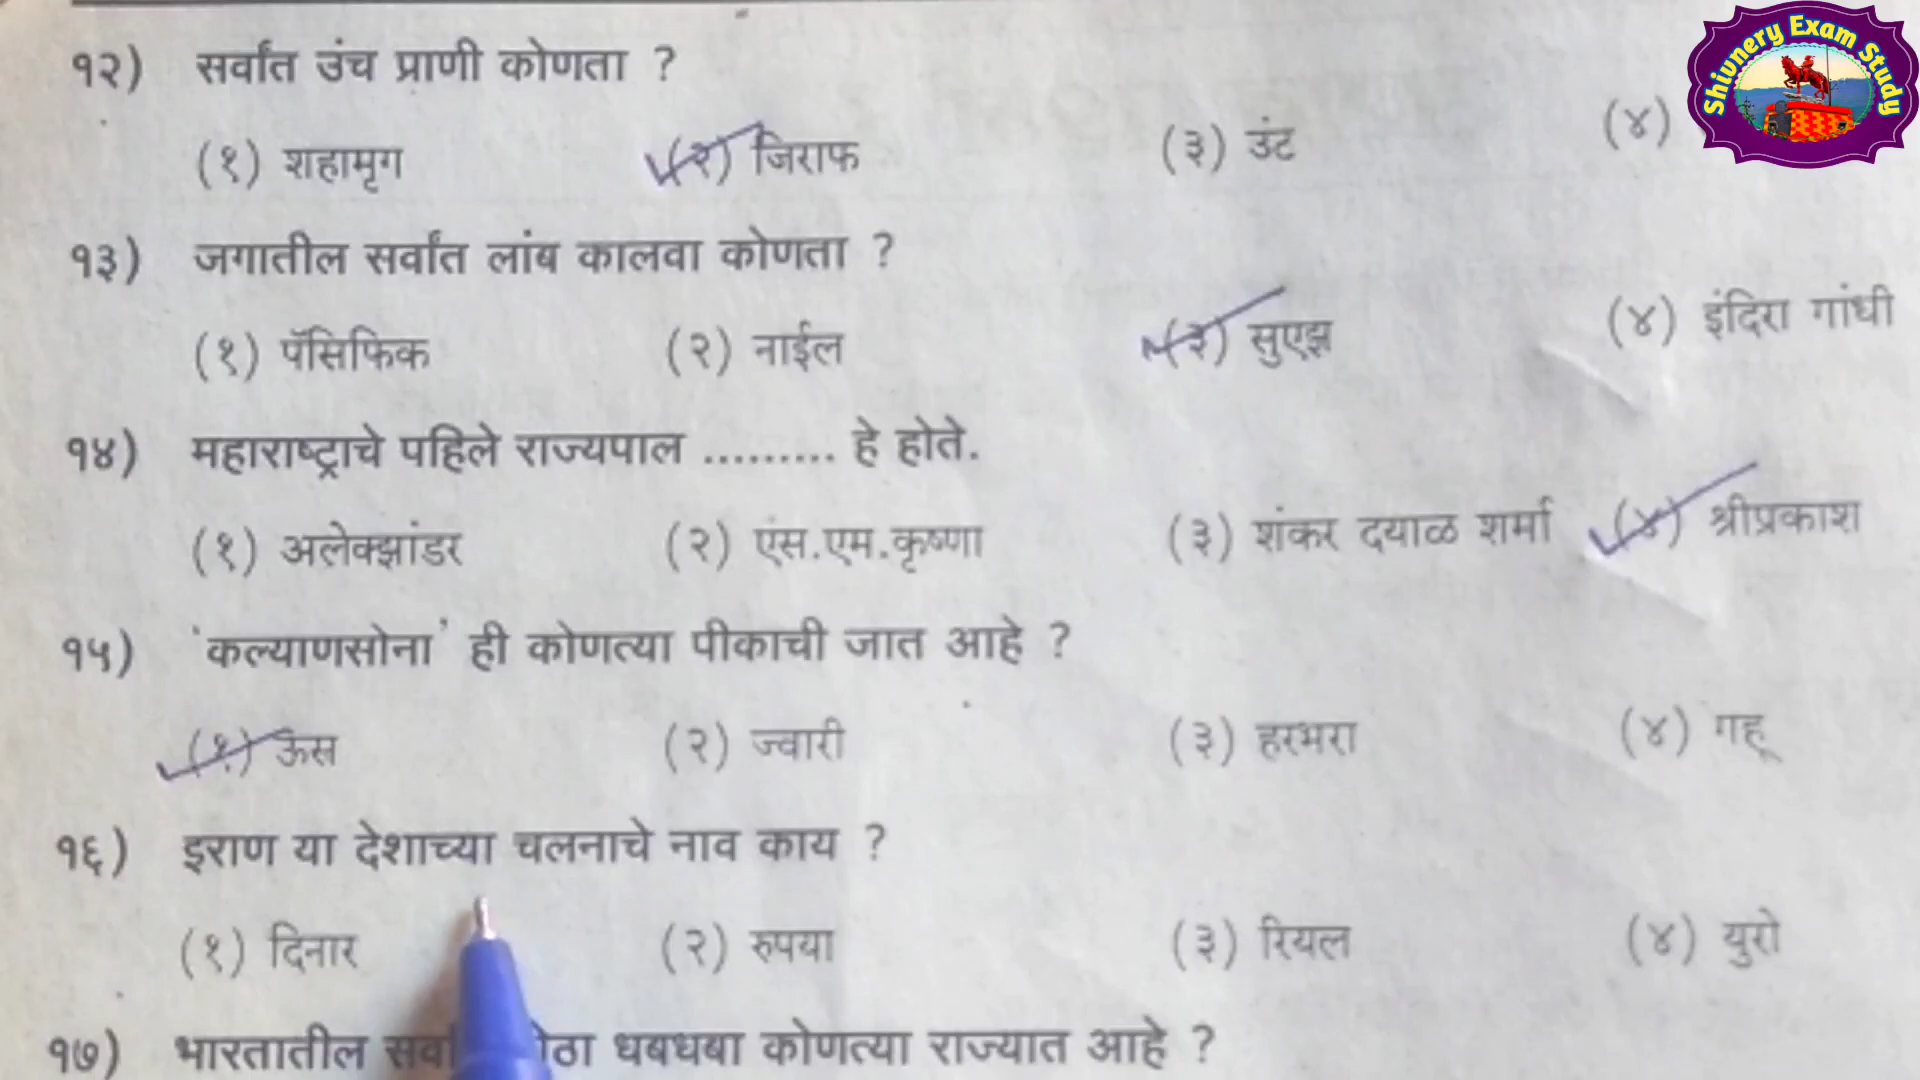 Shivnery Exam Study
१२) सर्वांत उंच प्राणी कोणता ?
(१) शहामृग (२) जिराफ (३) उंट (४)
१३) जगातील सर्वांत लांब कालवा कोणता ?
(१) पॅसिफिक (२) नाईल (३) सुएझ (४) इंदिरा गांधी
१४) महाराष्ट्राचे पहिले राज्यपाल ......... हे होते.
(१) अलेक्झांडर (२) एस.एम.कृष्णा (३) शंकर दयाळ शर्मा (४) श्रीप्रकाश
१५) 'कल्याणसोना' ही कोणत्या पीकाची जात आहे ?
(१) ऊस (२) ज्वारी (३) हरभरा (४) गहू
१६) इराण या देशाच्या चलनाचे नाव काय ?
(१) दिनार (२) रुपया (३) रियल (४) युरो
१७) भारतातील धबधबा कोणत्या राज्यात आहे ?